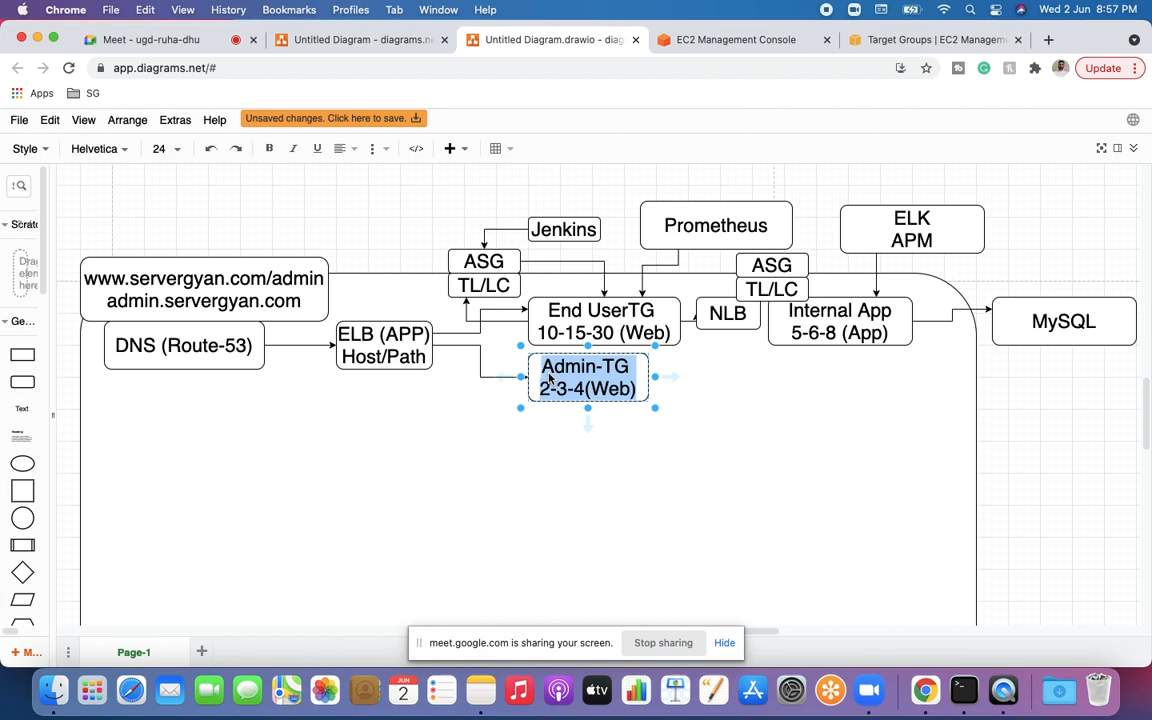 Chrome File Edit View History Bookmarks Profiles Tab Window Help Wed 2 Jun 8:57 PM
Meet - ugd-ruha-dhu
Untitled Diagram - diagrams.ne
Untitled Diagram.drawio - diag
EC2 Management Console
Target Groups | EC2 Managem
app.diagrams.net/#
Update
Apps SG
File Edit View Arrange Extras Help
Unsaved changes. Click here to save.
Style Helvetica 24 B I U
Scratc
Drag
elem
here
Ge...
Text
Heading
Jenkins
Prometheus
ELK
APM
ASG
TL/LC
ASG
TL/LC
www.servergyan.com/admin
admin.servergyan.com
DNS (Route-53)
ELB (APP)
Host/Path
End UserTG
10-15-30 (Web)
NLB
Internal App
5-6-8 (App)
MySQL
Admin-TG
2-3-4(Web)
meet.google.com is sharing your screen. Stop sharing Hide
+ M...
Page-1
JUN
2
tv